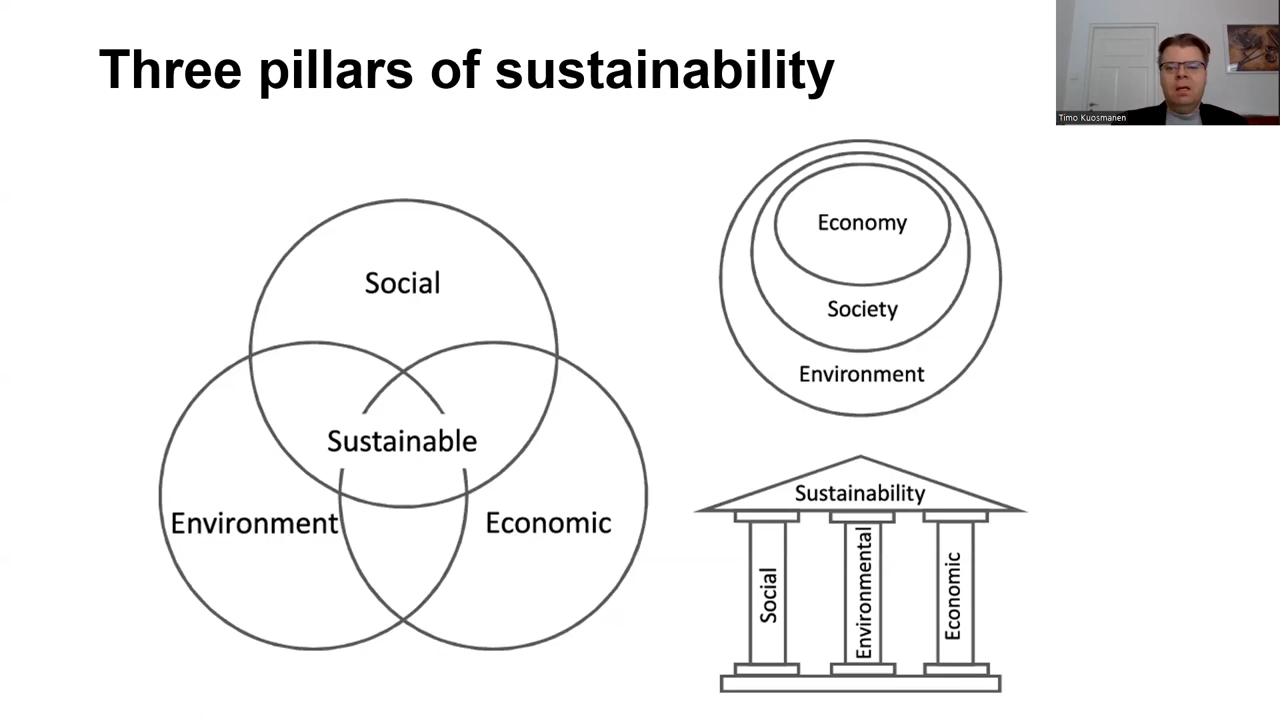 Three pillars of sustainability
Timo Kuosmanen
Social
Sustainable
Environment
Economic
Economy
Society
Environment
Sustainability
Social
Environmental
Economic